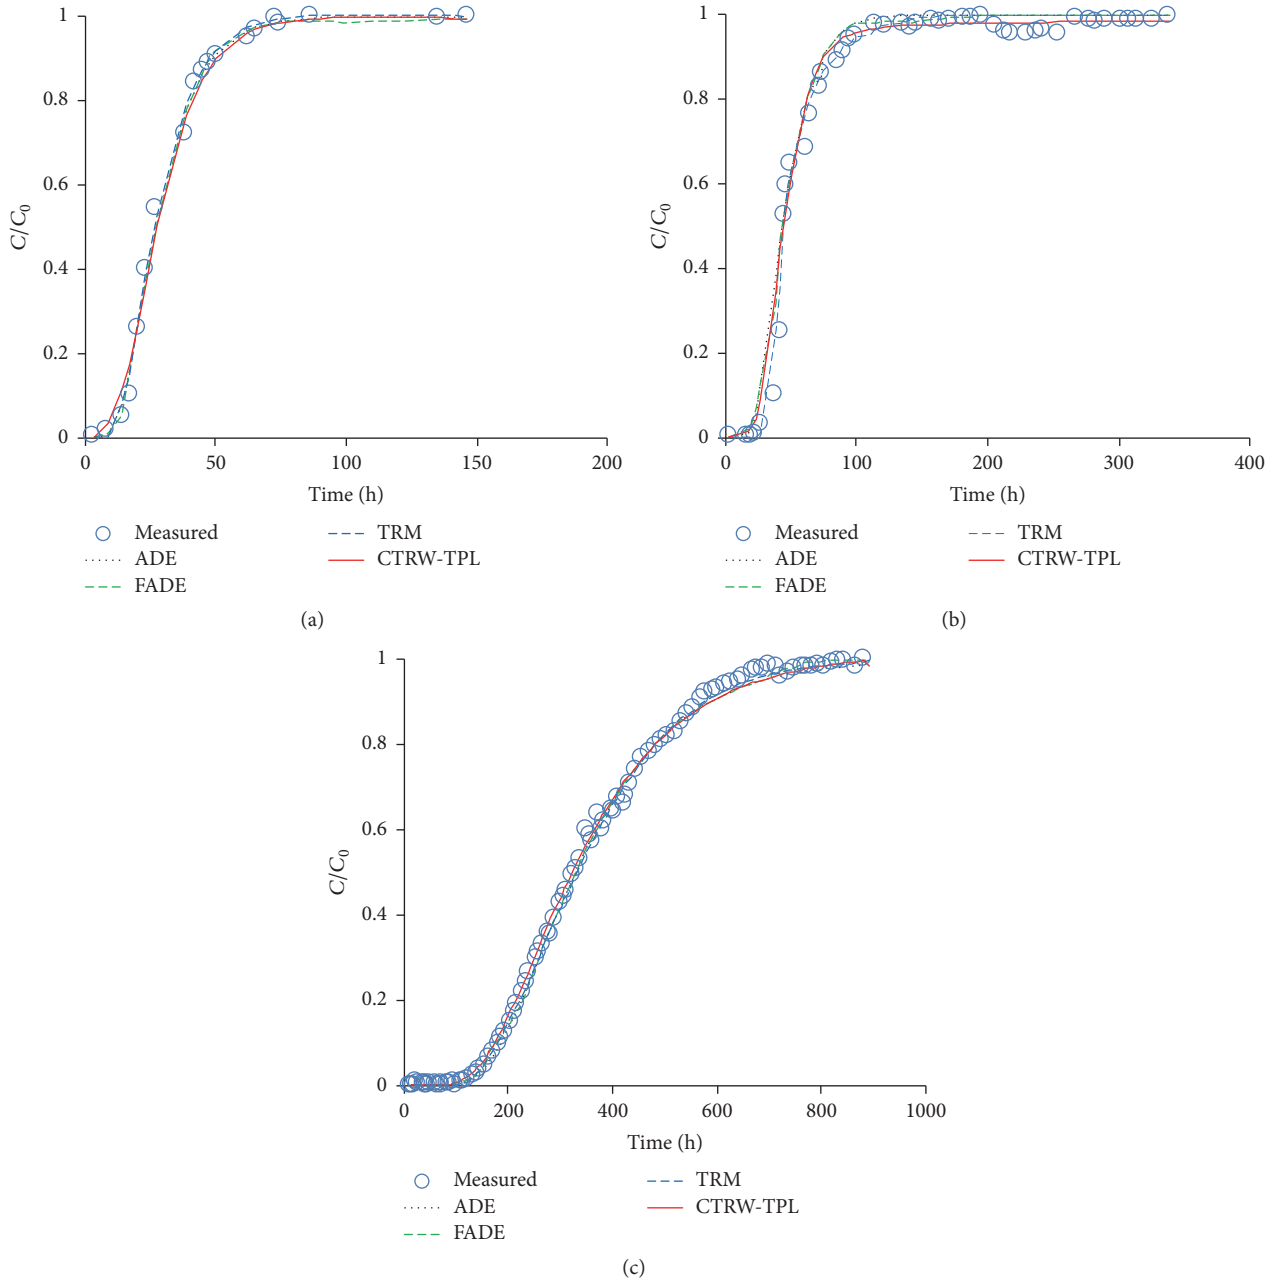 1
0.8
0.6
0.4
0.2
0
C/C0
0 50 100 150 200
Time (h)
Measured TRM
ADE CTRW-TPL
FADE
(a)
1
0.8
0.6
0.4
0.2
0
C/C0
0 100 200 300 400
Time (h)
Measured TRM
ADE CTRW-TPL
FADE
(b)
1
0.8
0.6
0.4
0.2
0
C/C0
0 200 400 600 800 1000
Time (h)
Measured TRM
ADE CTRW-TPL
FADE
(c)